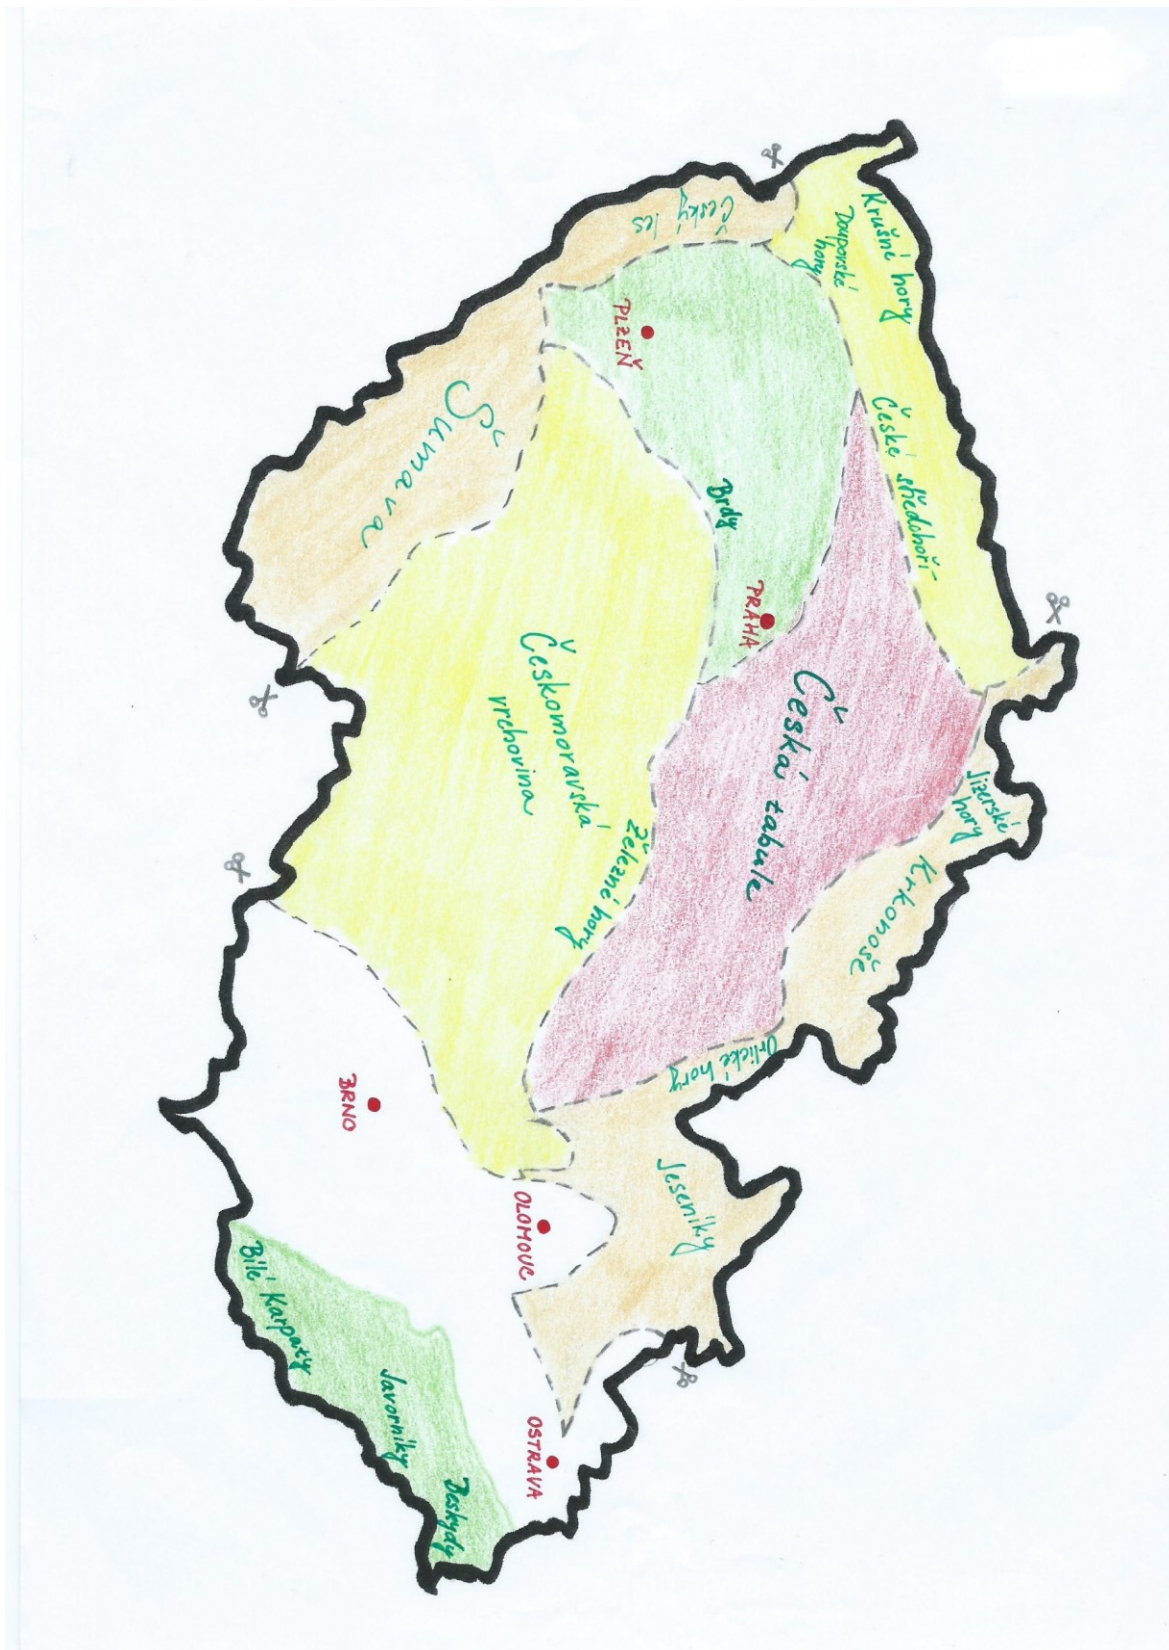 Jizerské
hory
Krkonoše
Krušné hory
České středohoří
Doupovské
hory
Česká tabule
Orlické hory
PRAHA
Brdy
Český les
PLZEŇ
Jeseníky
Železné hory
Českomoravská
vrchovina
OLOMOUC
OSTRAVA
Šumava
BRNO
Beskydy
Javorníky
Bílé Karpaty